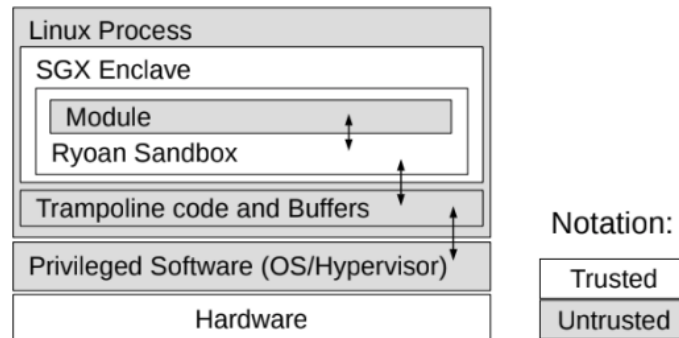 Linux Process
SGX Enclave
Module
Ryoan Sandbox
Trampoline code and Buffers
Privileged Software (OS/Hypervisor)
Hardware
Notation:
Trusted
Untrusted